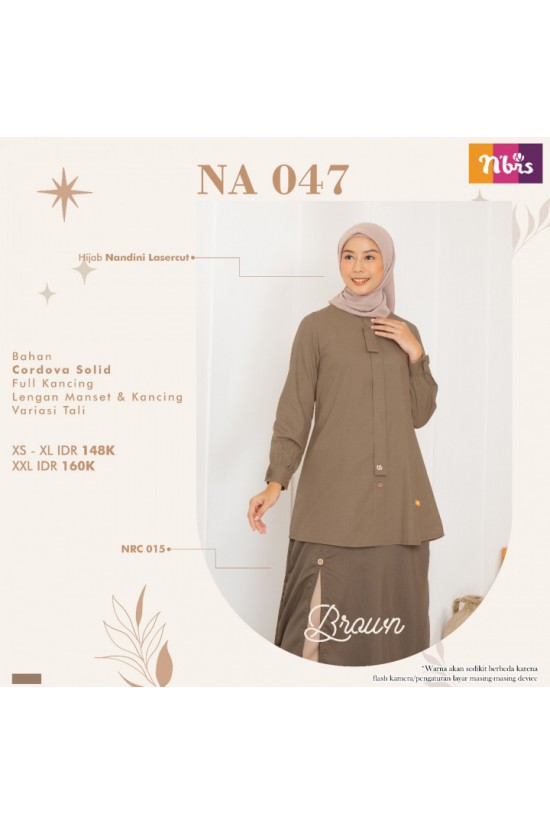 NA 047
Nbrs
Hijab Nandini Lasercut
Bahan
Cordova Solid
Full Kancing
Lengan Manset & Kancing
Variasi Tali
XS - XL IDR 148K
XXL IDR 160K
NRC 015
Brown
*Warna akan sedikit berbeda karena
flash kamera/pengaturan layar masing-masing device